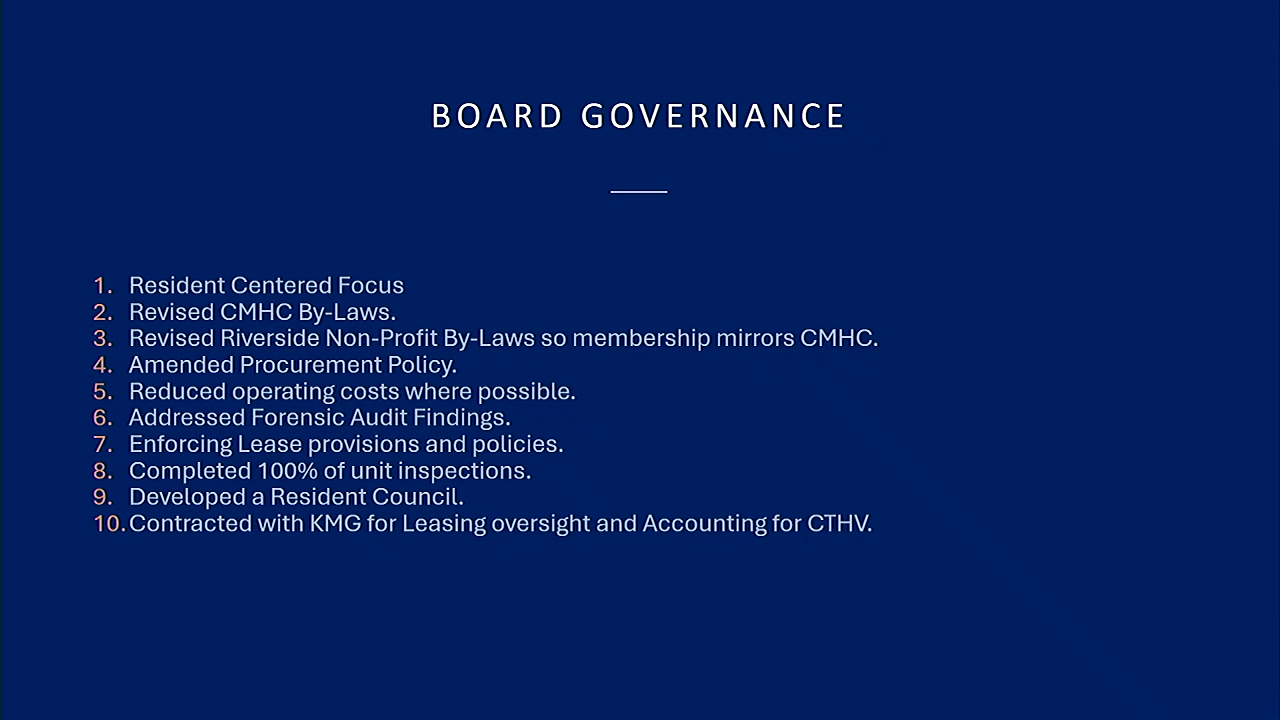 BOARD GOVERNANCE
1. Resident Centered Focus
2. Revised CMHC By-Laws.
3. Revised Riverside Non-Profit By-Laws so membership mirrors CMHC.
4. Amended Procurement Policy.
5. Reduced operating costs where possible.
6. Addressed Forensic Audit Findings.
7. Enforcing Lease provisions and policies.
8. Completed 100% of unit inspections.
9. Developed a Resident Council.
10. Contracted with KMG for Leasing oversight and Accounting for CTHV.